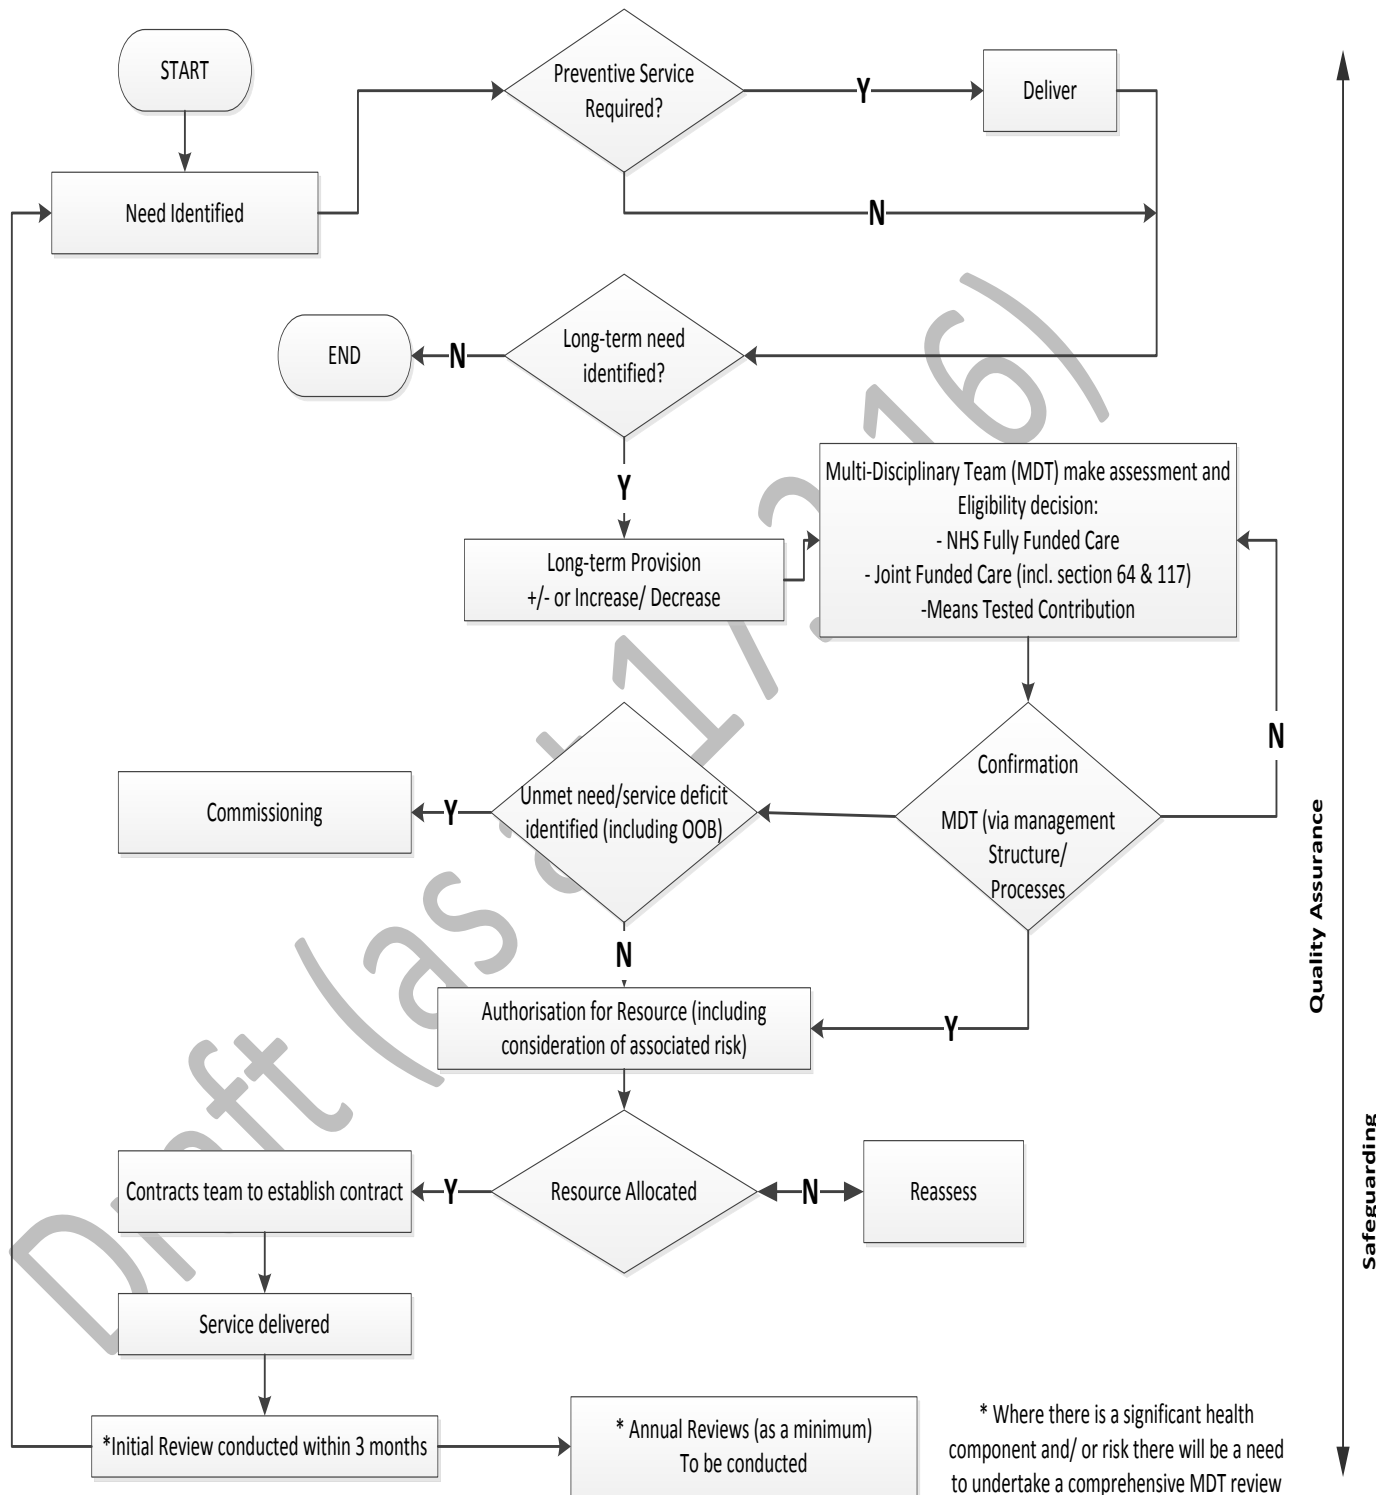 START
Preventive Service
Required?
Y
Deliver
Need Identified
N
Long-term need
identified?
N
END
Y
Multi-Disciplinary Team (MDT) make assessment and
Eligibility decision:
- NHS Fully Funded Care
- Joint Funded Care (incl. section 64 & 117)
-Means Tested Contribution
Long-term Provision
+/- or Increase/ Decrease
N
Confirmation
MDT (via management
Structure/
Processes
Unmet need/service deficit
identified (including OOB)
Y
Commissioning
N
Authorisation for Resource (including
consideration of associated risk)
Y
Resource Allocated
N
Reassess
Y
Contracts team to establish contract
Service delivered
*Initial Review conducted within 3 months
* Annual Reviews (as a minimum)
To be conducted
* Where there is a significant health
component and/ or risk there will be a need
to undertake a comprehensive MDT review
Quality Assurance
Safeguarding
Draft (as at 16)